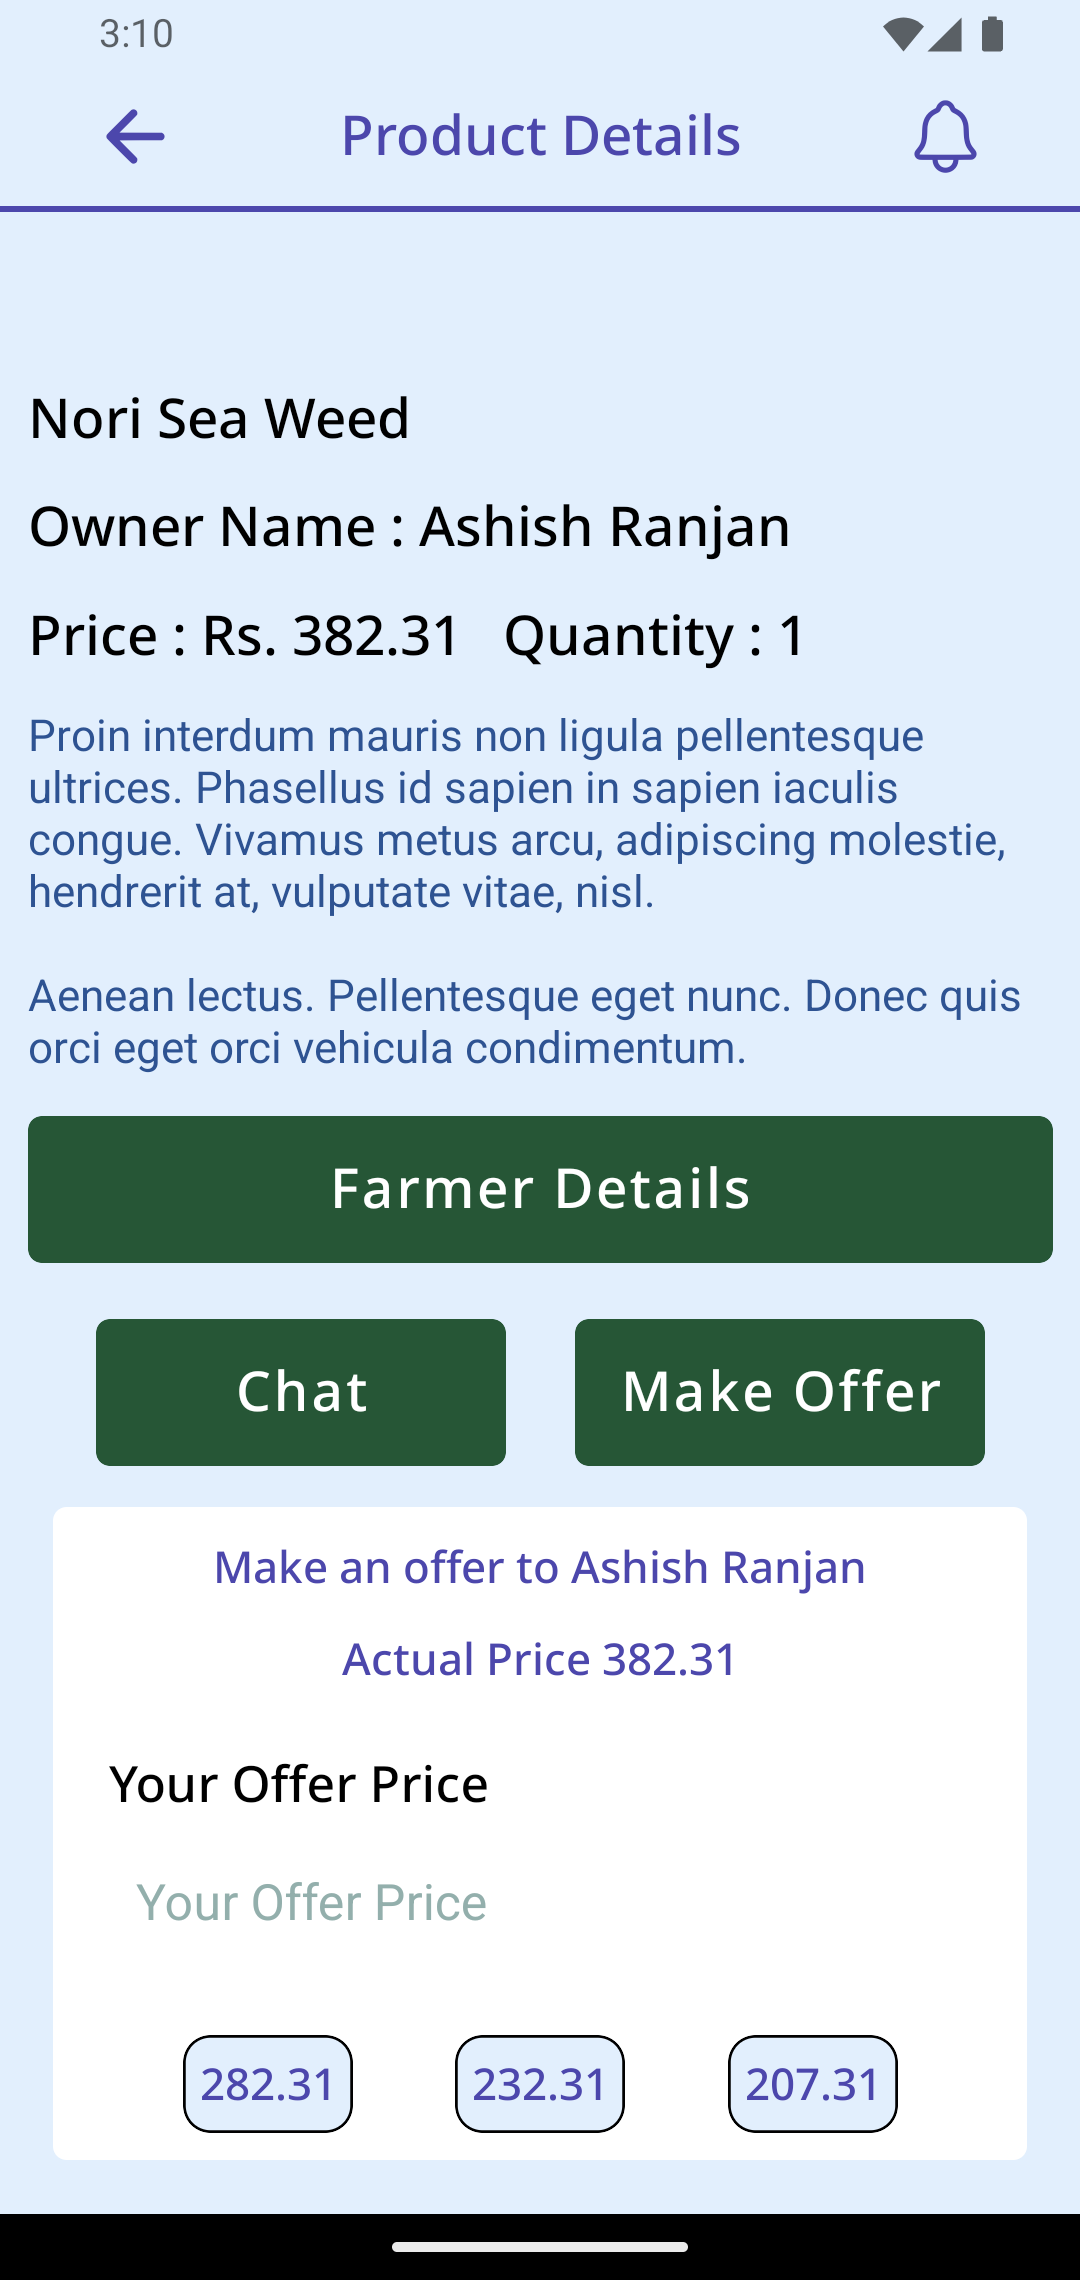 3:10
Product Details
Nori Sea Weed
Owner Name : Ashish Ranjan
Price : Rs. 382.31 Quantity : 1
Proin interdum mauris non ligula pellentesque
ultrices. Phasellus id sapien in sapien iaculis
congue. Vivamus metus arcu, adipiscing molestie,
hendrerit at, vulputate vitae, nisl.
Aenean lectus. Pellentesque eget nunc. Donec quis
orci eget orci vehicula condimentum.
Farmer Details
Chat Make Offer
Make an offer to Ashish Ranjan
Actual Price 382.31
Your Offer Price
Your Offer Price
282.31 232.31 207.31